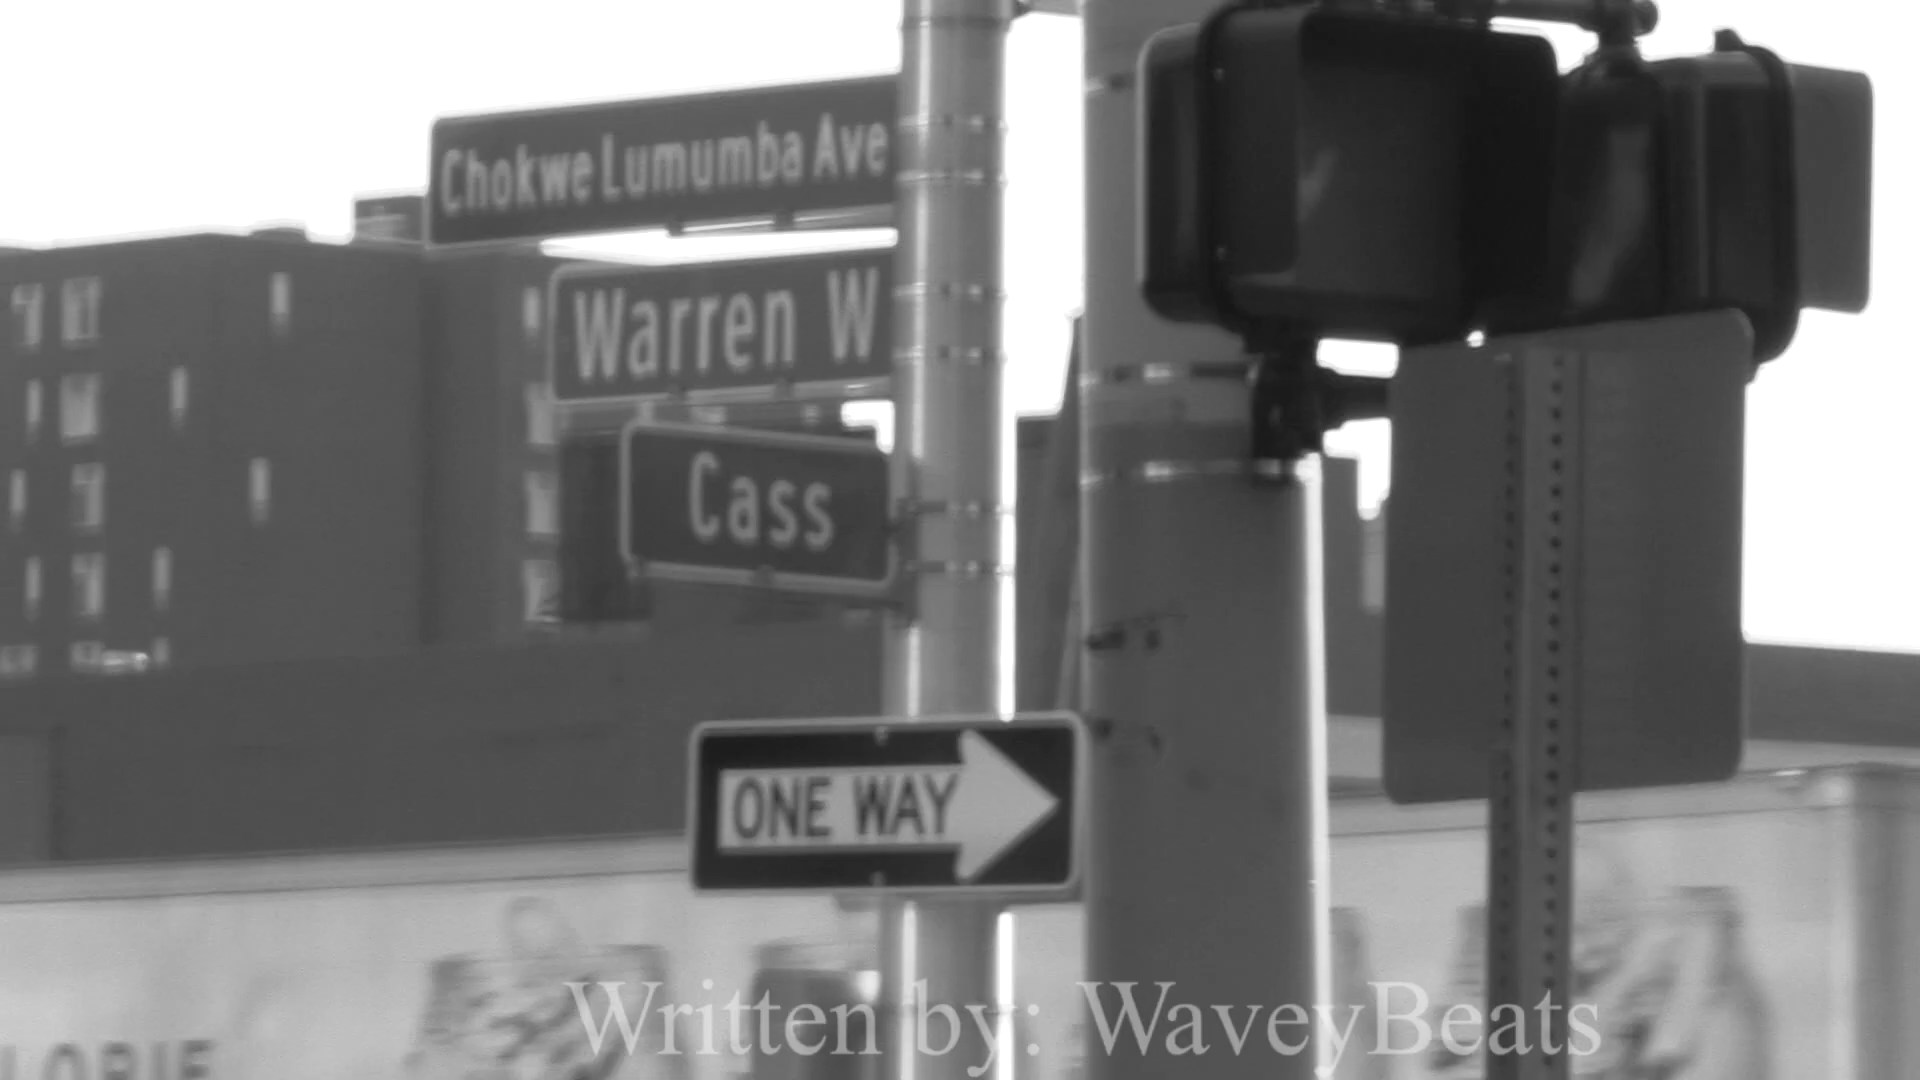 Chokwe Lumumba Ave
Warren W
Cass
ONE WAY
Written by: WaveyBeats